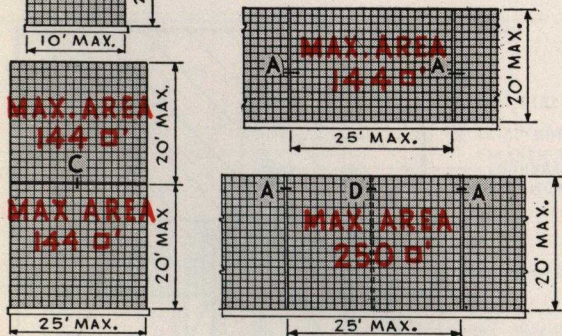 2
10' MAX.
MAX. AREA
144 □'
C
MAX AREA
144 □'
20' MAX.
20' MAX
25' MAX.
A
MAX. AREA
144 □'
A
20' MAX.
25' MAX.
A
D
A
MAX AREA
250 □'
20' MAX.
25' MAX.